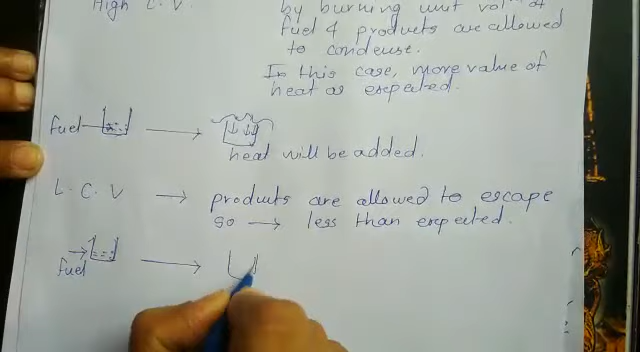 High C.V.
by burning unit vol of
fuel & products are allowed
to condense.
In this case, more value of
heat as expected.
fuel
heat will be added.
L.C.V → products are allowed to escape
so → less than expected.
fuel